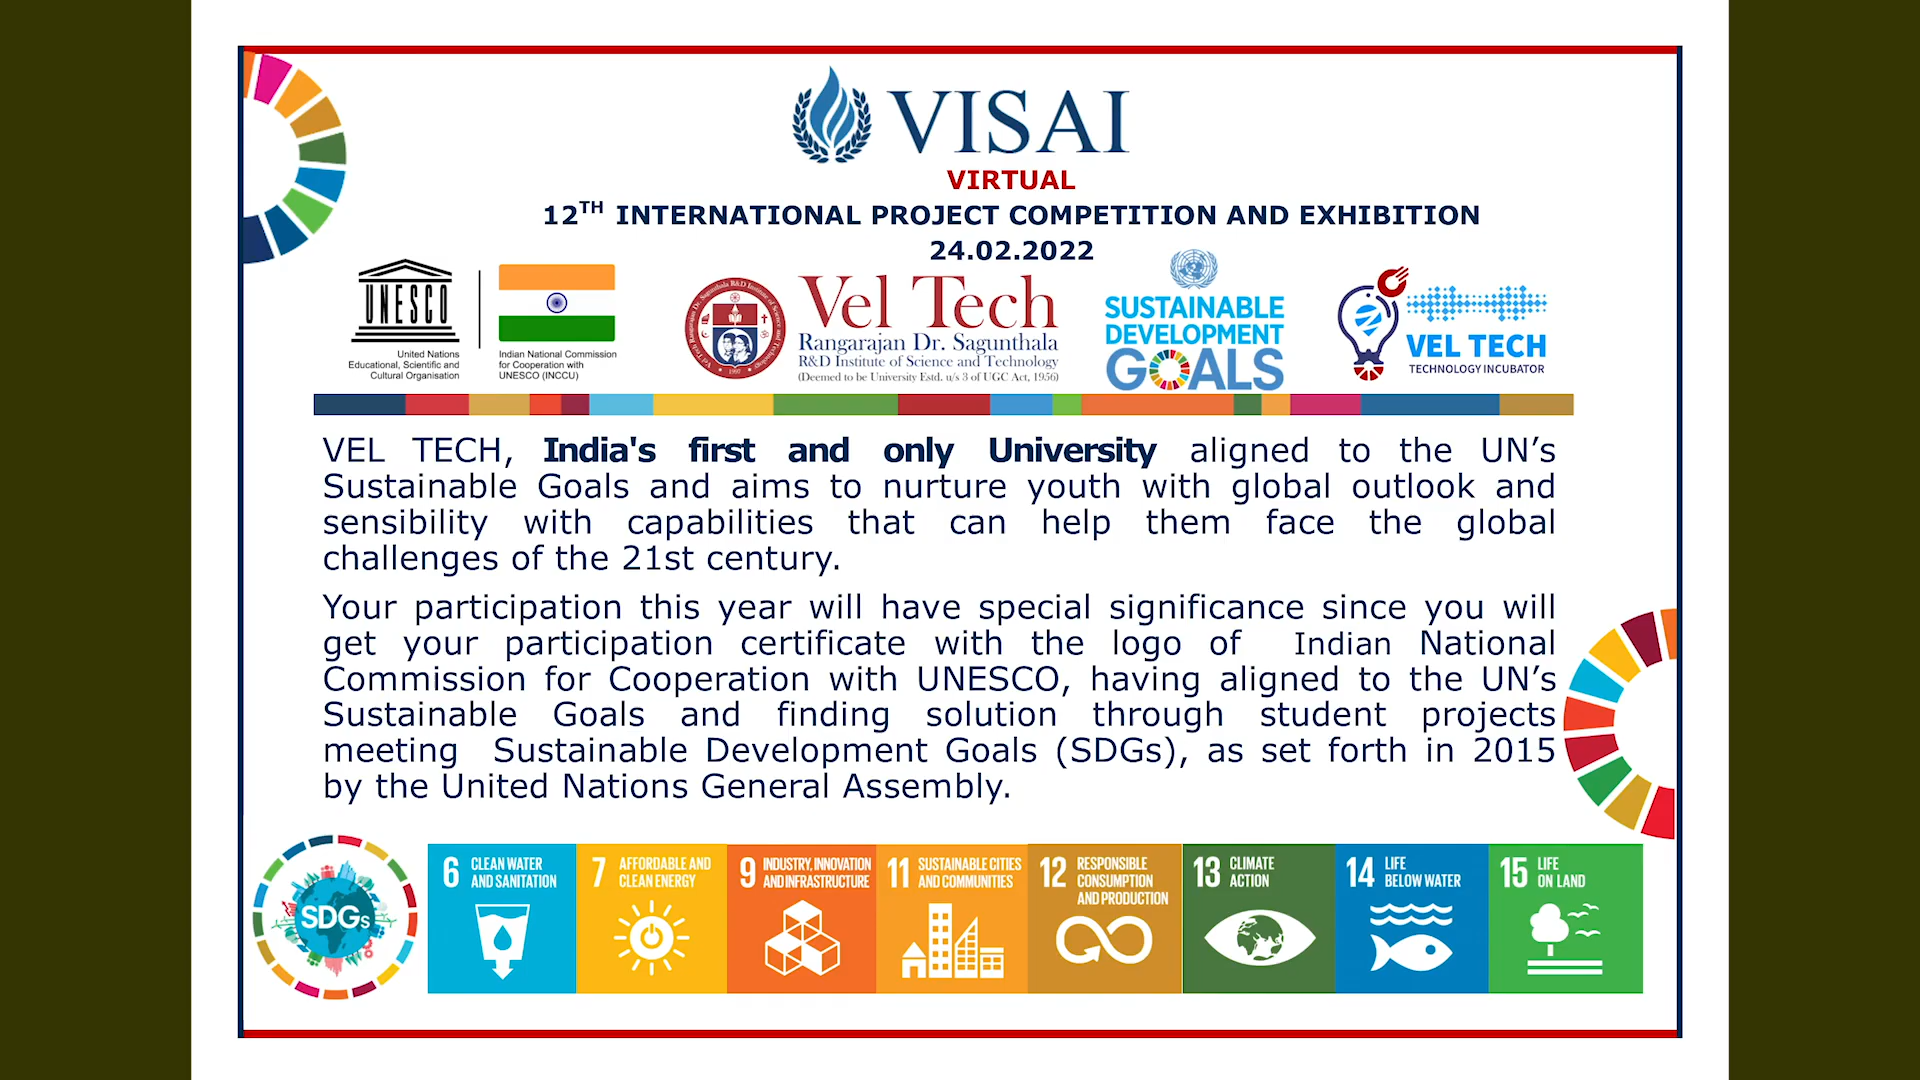 VISAI
VIRTUAL
12TH INTERNATIONAL PROJECT COMPETITION AND EXHIBITION
24.02.2022
UNESCO
United Nations
Educational, Scientific and
Cultural Organisation
Indian National Commission
for Cooperation with
UNESCO (INCCU)
Vel Tech
Rangarajan Dr. Sagunthala
R&D Institute of Science and Technology
(Deemed to be University Estd. u/s 3 of UGC Act, 1956)
SUSTAINABLE
DEVELOPMENT
GOALS
VEL TECH
TECHNOLOGY INCUBATOR
VEL TECH, India's first and only University aligned to the UN’s
Sustainable Goals and aims to nurture youth with global outlook and
sensibility with capabilities that can help them face the global
challenges of the 21st century.
Your participation this year will have special significance since you will
get your participation certificate with the logo of Indian National
Commission for Cooperation with UNESCO, having aligned to the UN’s
Sustainable Goals and finding solution through student projects
meeting Sustainable Development Goals (SDGs), as set forth in 2015
by the United Nations General Assembly.
SDGs
6 CLEAN WATER
AND SANITATION
7 AFFORDABLE AND
CLEAN ENERGY
9 INDUSTRY, INNOVATION
AND INFRASTRUCTURE
11 SUSTAINABLE CITIES
AND COMMUNITIES
12 RESPONSIBLE
CONSUMPTION
AND PRODUCTION
13 CLIMATE
ACTION
14 LIFE
BELOW WATER
15 LIFE
ON LAND